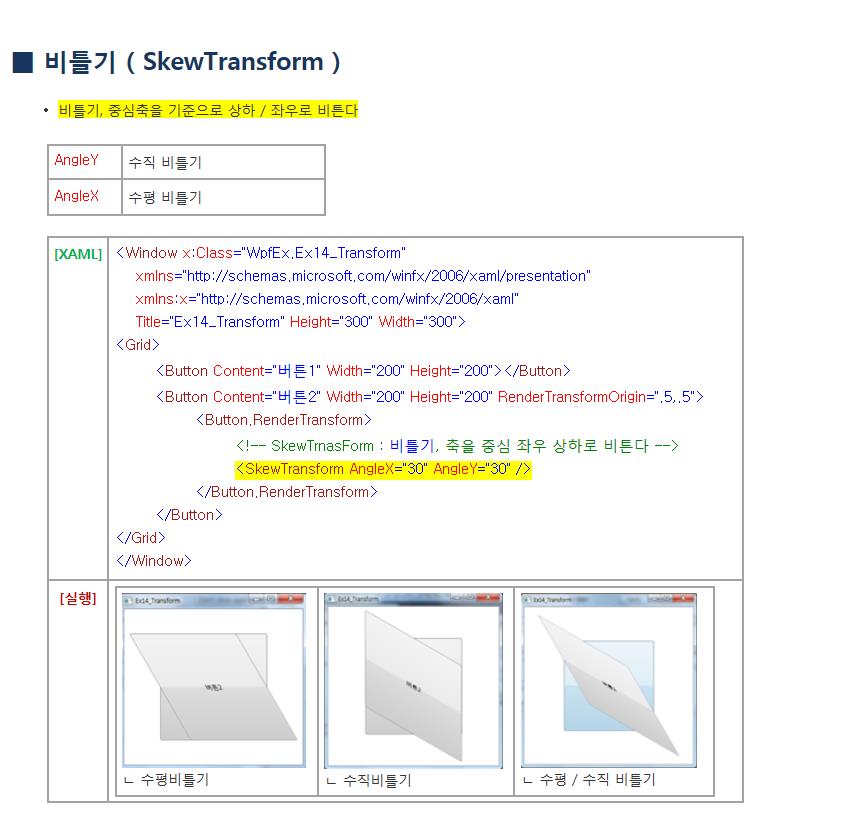 ■ 비틀기 ( SkewTransform )
• 비틀기, 중심축을 기준으로 상하 / 좌우로 비튼다
AngleY 수직 비틀기
AngleX 수평 비틀기
[XAML]
<Window x:Class="WpfEx.Ex14_Transform"
xmlns="http://schemas.microsoft.com/winfx/2006/xaml/presentation"
xmlns:x="http://schemas.microsoft.com/winfx/2006/xaml"
Title="Ex14_Transform" Height="300" Width="300">
<Grid>
<Button Content="버튼1" Width="200" Height="200"></Button>
<Button Content="버튼2" Width="200" Height="200" RenderTransformOrigin=".5,.5">
<Button.RenderTransform>
<!-- SkewTrnasForm : 비틀기, 축을 중심 좌우 상하로 비튼다 -->
<SkewTransform AngleX="30" AngleY="30" />
</Button.RenderTransform>
</Button>
</Grid>
</Window>
[실행]
Ex14_Transform Ex14_Transform Ex14_Transform
버튼2 버튼2
ㄴ 수평비틀기 ㄴ 수직비틀기 ㄴ 수평 / 수직 비틀기